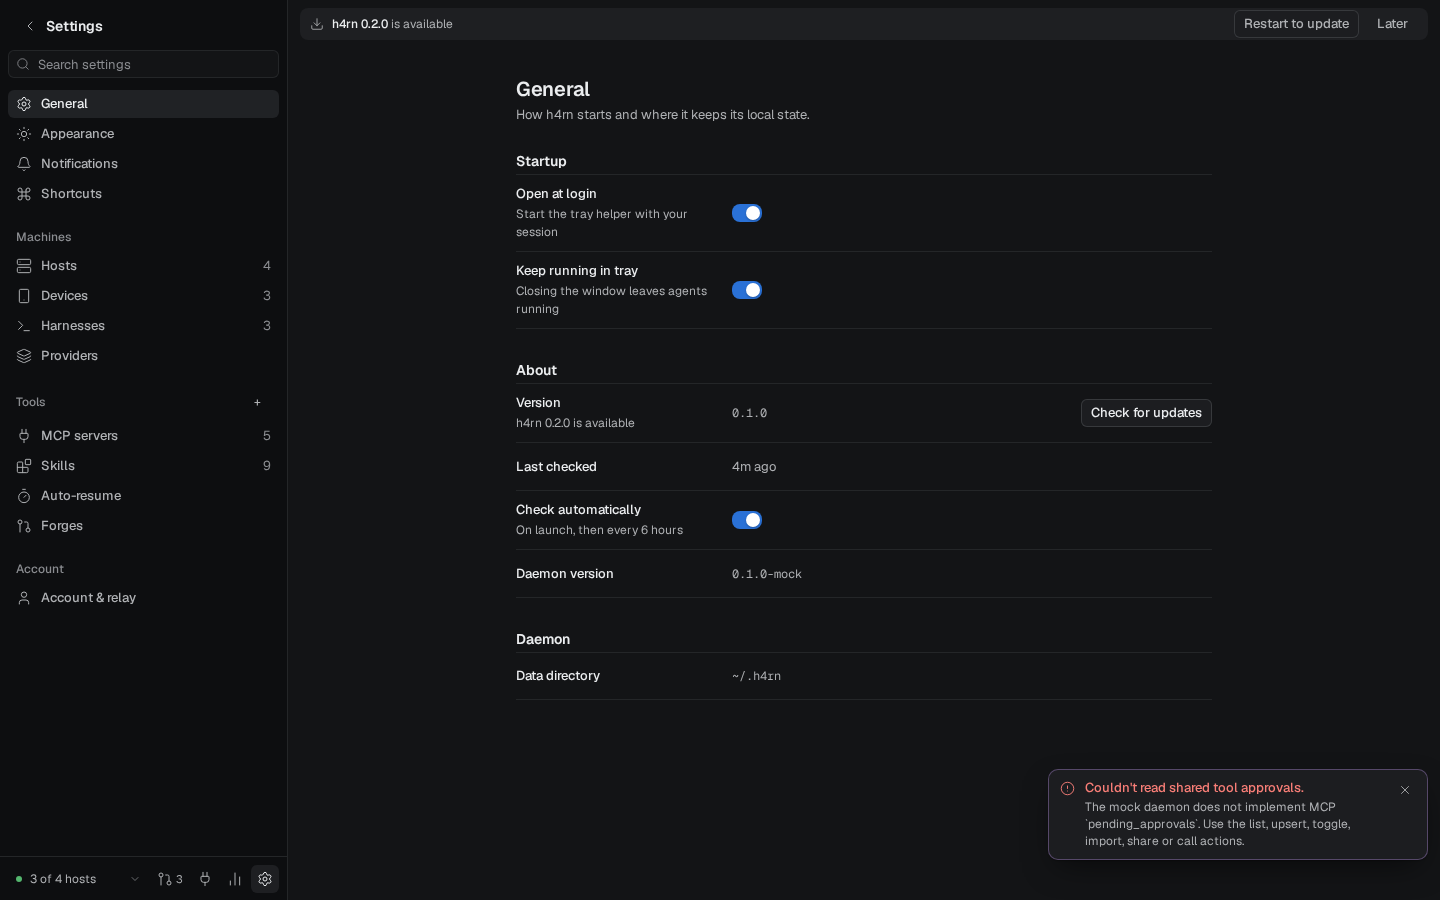 Settings
Search settings
General
Appearance
Notifications
Shortcuts
Machines
Hosts 4
Devices 3
Harnesses 3
Providers
Tools +
MCP servers 5
Skills 9
Auto-resume
Forges
Account
Account & relay
3 of 4 hosts 3
h4rn 0.2.0 is available Restart to update Later
General
How h4rn starts and where it keeps its local state.
Startup
Open at login
Start the tray helper with your
session
Keep running in tray
Closing the window leaves agents
running
About
Version
h4rn 0.2.0 is available
0.1.0
Check for updates
Last checked 4m ago
Check automatically
On launch, then every 6 hours
Daemon version 0.1.0-mock
Daemon
Data directory ~/.h4rn
Couldn't read shared tool approvals.
The mock daemon does not implement MCP
`pending_approvals`. Use the list, upsert, toggle,
import, share or call actions.